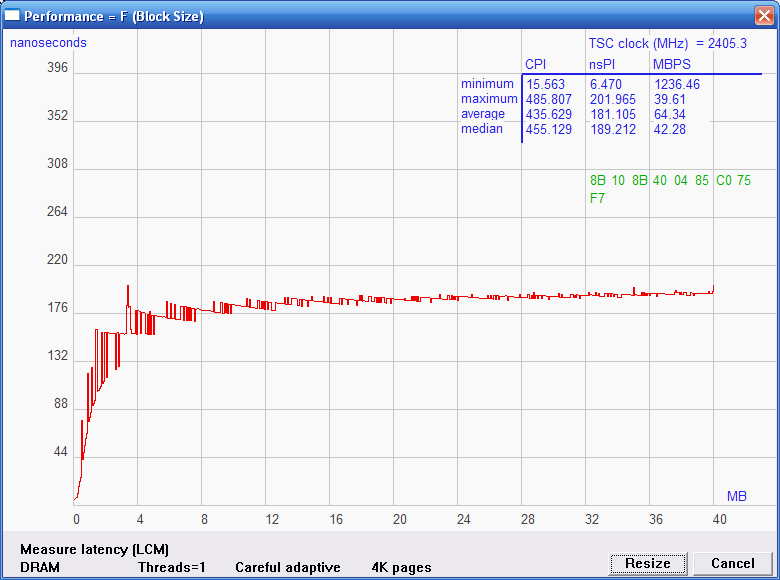 Performance = F (Block Size)
nanoseconds
TSC clock (MHz) = 2405.3
CPI nsPI MBPS
minimum 15.563 6.470 1236.46
maximum 485.807 201.965 39.61
average 435.629 181.105 64.34
median 455.129 189.212 42.28
8B 10 8B 40 04 85 C0 75
F7
396
352
308
264
220
176
132
88
44
MB
0 4 8 12 16 20 24 28 32 36 40
Measure latency (LCM)
DRAM Threads=1 Careful adaptive 4K pages
Resize Cancel